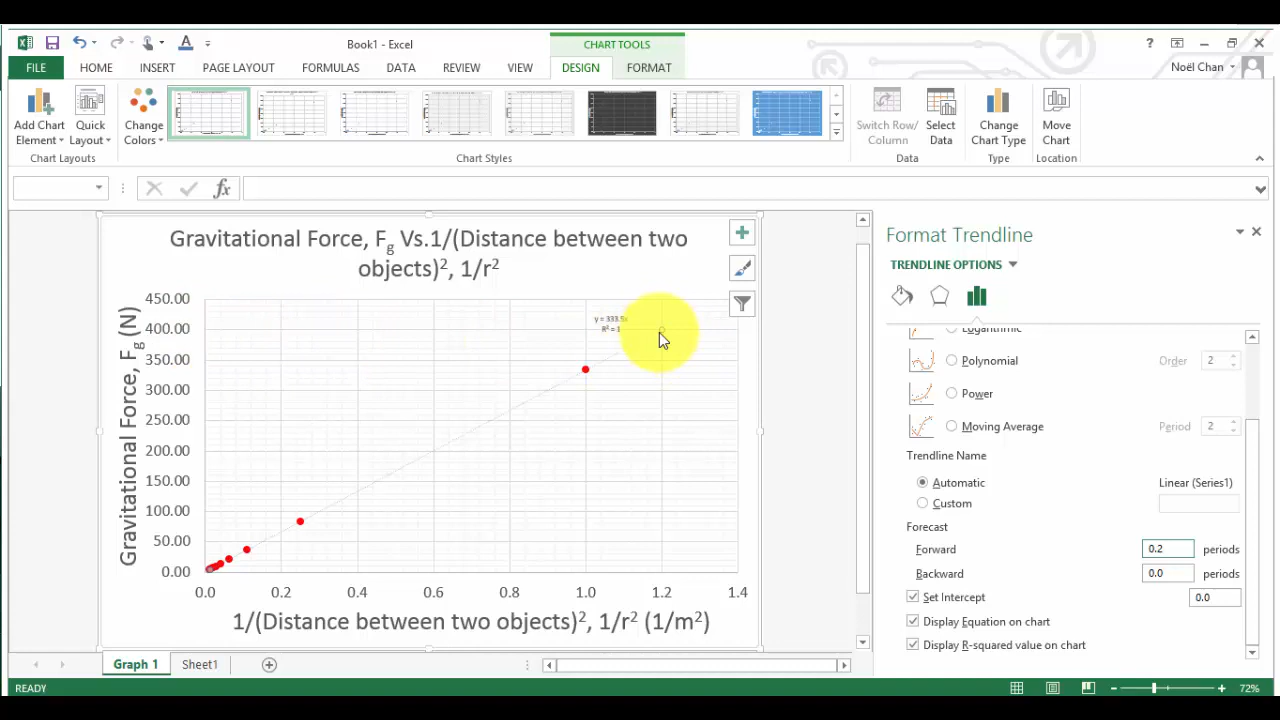 Book1 - Excel
CHART TOOLS
?
FILE
HOME
INSERT
PAGE LAYOUT
FORMULAS
DATA
REVIEW
VIEW
DESIGN
FORMAT
Noël Chan
Add Chart
Element
Quick
Layout
Change
Colors
Switch Row/
Column
Select
Data
Change
Chart Type
Move
Chart
Chart Layouts
Chart Styles
Data
Type
Location
fx
Gravitational Force, Fg Vs.1/(Distance between two
objects)², 1/r²
450.00
400.00
350.00
300.00
250.00
200.00
150.00
100.00
50.00
0.00
Gravitational Force, Fg (N)
y = 333.5x
R² = 1
0.0 0.2 0.4 0.6 0.8 1.0 1.2 1.4
1/(Distance between two objects)², 1/r² (1/m²)
Format Trendline
TRENDLINE OPTIONS
Logarithmic
Polynomial
Order 2
Power
Moving Average
Period 2
Trendline Name
Automatic
Linear (Series1)
Custom
Forecast
Forward 0.2 periods
Backward 0.0 periods
Set Intercept 0.0
Display Equation on chart
Display R-squared value on chart
Graph 1
Sheet1
READY
72%